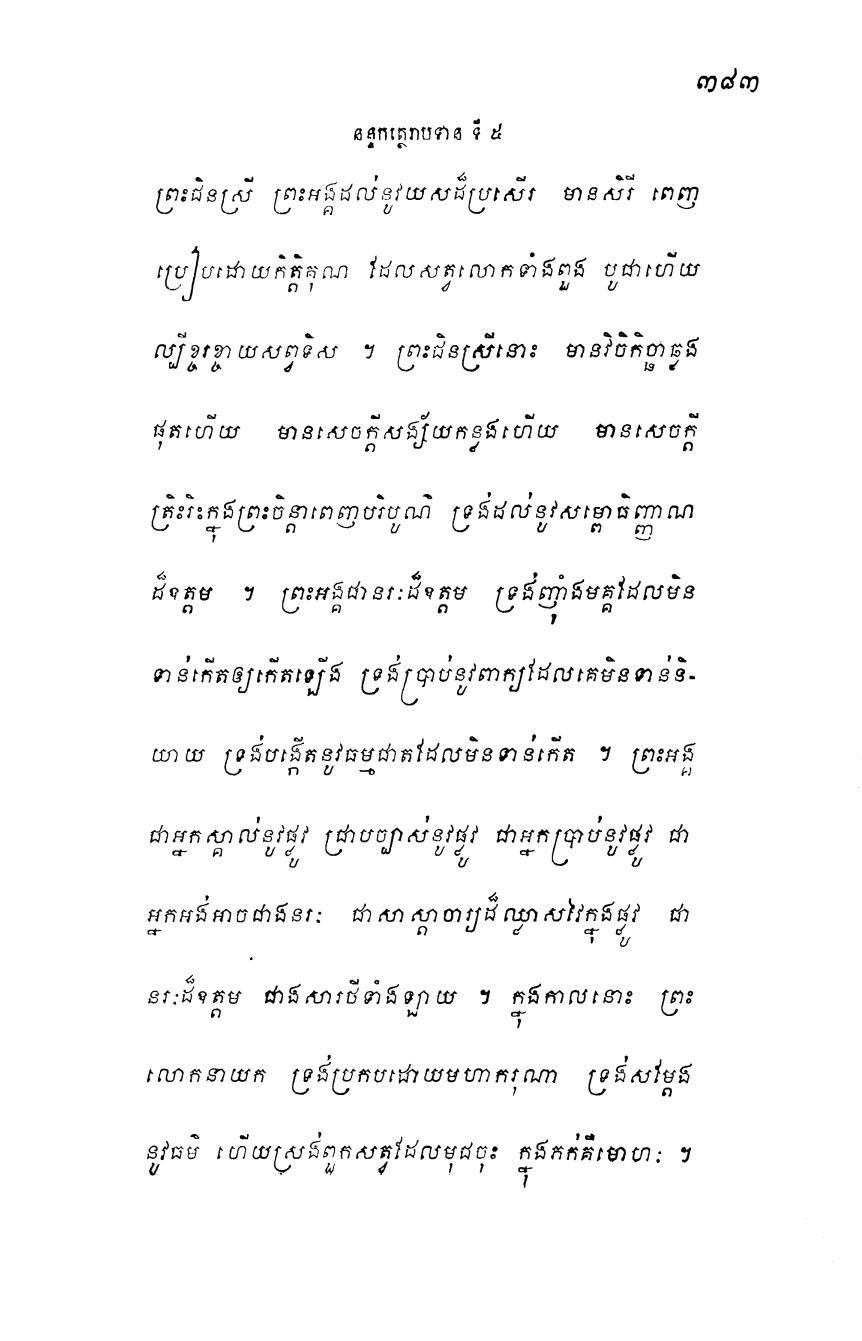 ៣៨៣
នន្ទកត្ថេរាបទាន ទី ៥
ព្រះជិនស្រី ព្រះអង្គដល់នូវយសដ៏ប្រសើរ មានសិរី ពេញ
ប្រៀបដោយកិត្តិគុណ ដែលសត្វលោកទាំងពួង បូជាហើយ
ល្បីខ្ចរខ្ចាយសព្វទិស ។ ព្រះជិនស្រីនោះ មានវិចិកិច្ឆាឆ្លង
ផុតហើយ មានសេចក្តីសង្ស័យកន្លងហើយ មានសេចក្តី
ត្រិះរិះក្នុងព្រះចិន្តាពេញបរិបូណ៌ ទ្រង់ដល់នូវសម្ពោធិញ្ញាណ
ដ៏ឧត្តម ។ ព្រះអង្គជានរៈដ៏ឧត្តម ទ្រង់ញ៉ាំងមគ្គដែលមិន
ទាន់កើតឲ្យកើតឡើង ទ្រង់ប្រាប់នូវពាក្យដែលគេមិនទាន់និ-
យាយ ទ្រង់បង្កើតនូវធម្មជាតដែលមិនទាន់កើត ។ ព្រះអង្គ
ជាអ្នកស្គាល់នូវផ្លូវ ជ្រាបច្បាស់នូវផ្លូវ ជាអ្នកប្រាប់នូវផ្លូវ ជា
អ្នកអង់អាចជាងនរៈ ជាសាស្តាចារ្យដ៏ឈ្លាសវៃក្នុងផ្លូវ ជា
នរៈដ៏ឧត្តម ជាងសារថីទាំងឡាយ ។ ក្នុងកាលនោះ ព្រះ
លោកនាយក ទ្រង់ប្រកបដោយមហាករុណា ទ្រង់សម្តែង
នូវធម៌ ហើយស្រង់ពួកសត្វដែលមុជចុះ ក្នុងភក់គឺមោហៈ ។